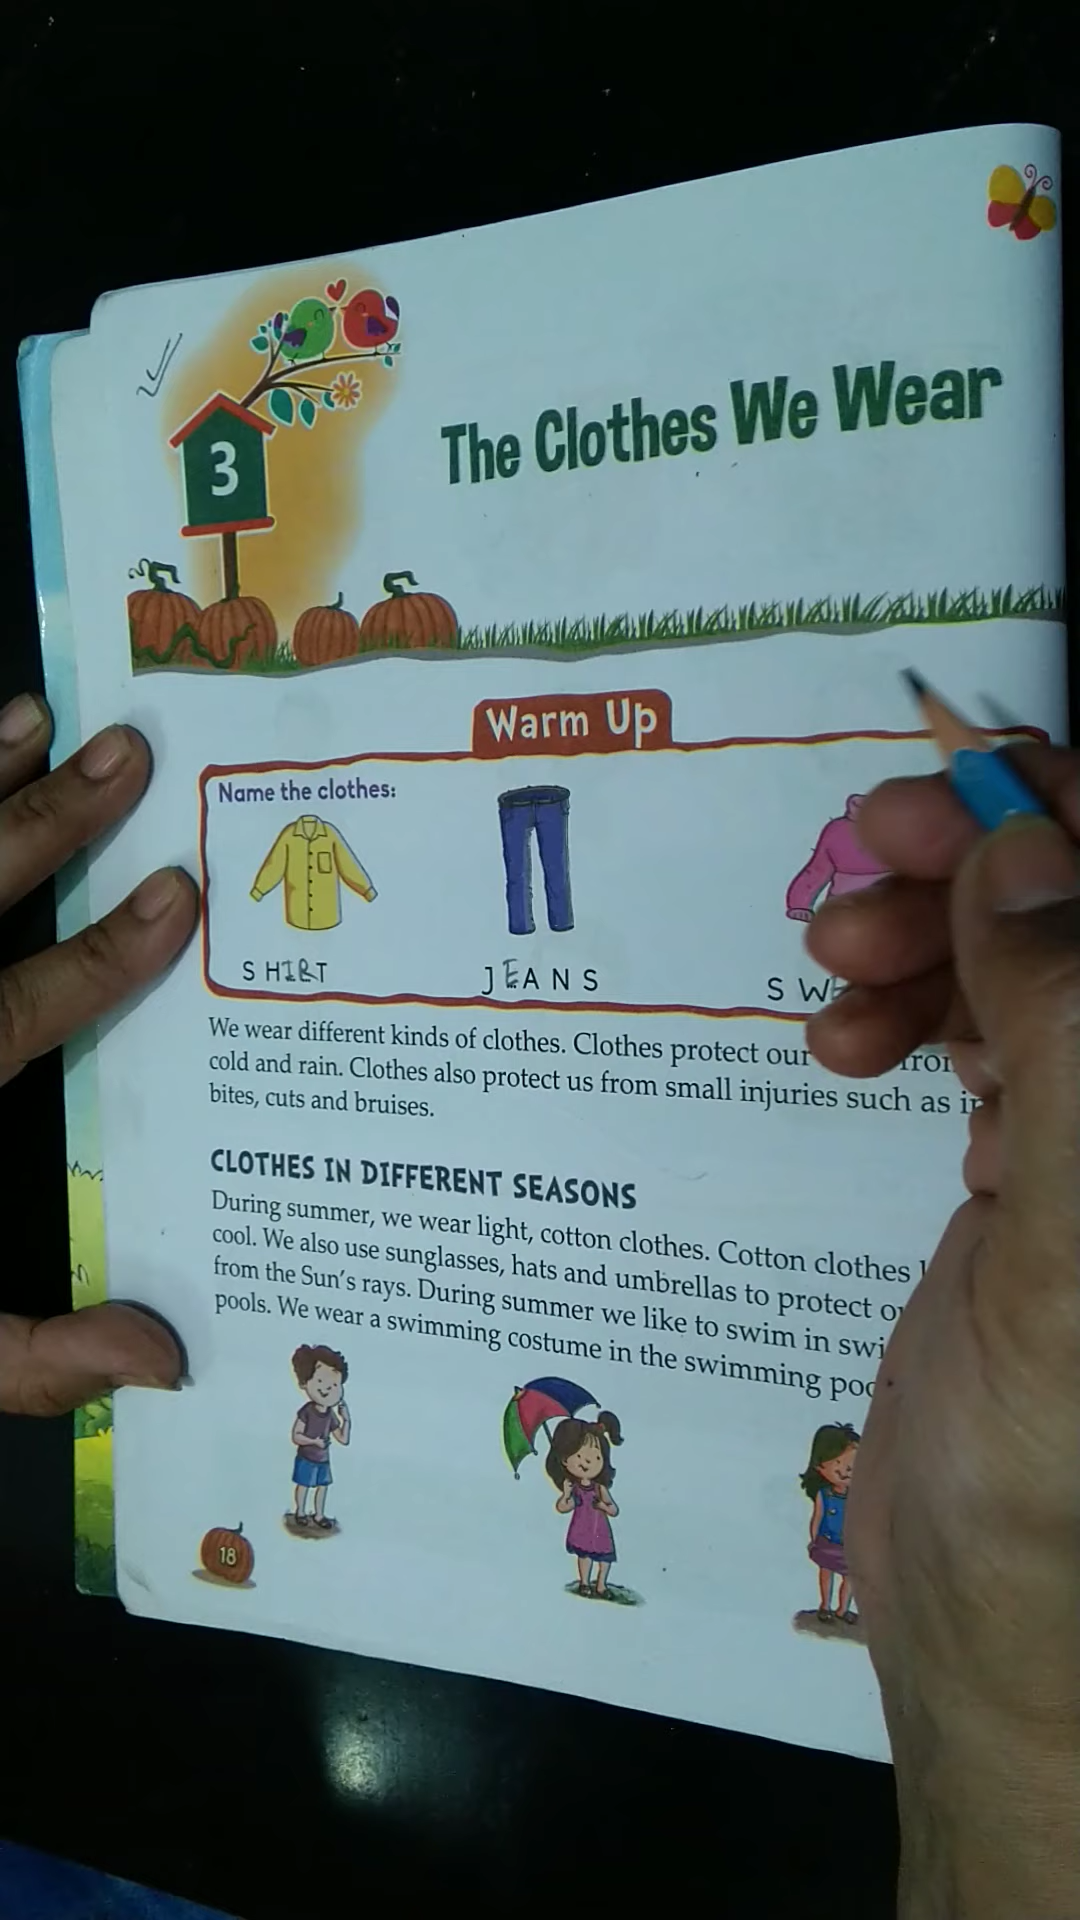 3
The Clothes We Wear
Warm Up
Name the clothes:
SHIRT
JEANS
SW
We wear different kinds of clothes. Clothes protect our
cold and rain. Clothes also protect us from small injuries such as
bites, cuts and bruises.
CLOTHES IN DIFFERENT SEASONS
During summer, we wear light, cotton clothes. Cotton clothes
cool. We also use sunglasses, hats and umbrellas to protect
from the Sun's rays. During summer we like to swim in
pools. We wear a swimming costume in the swimming
18